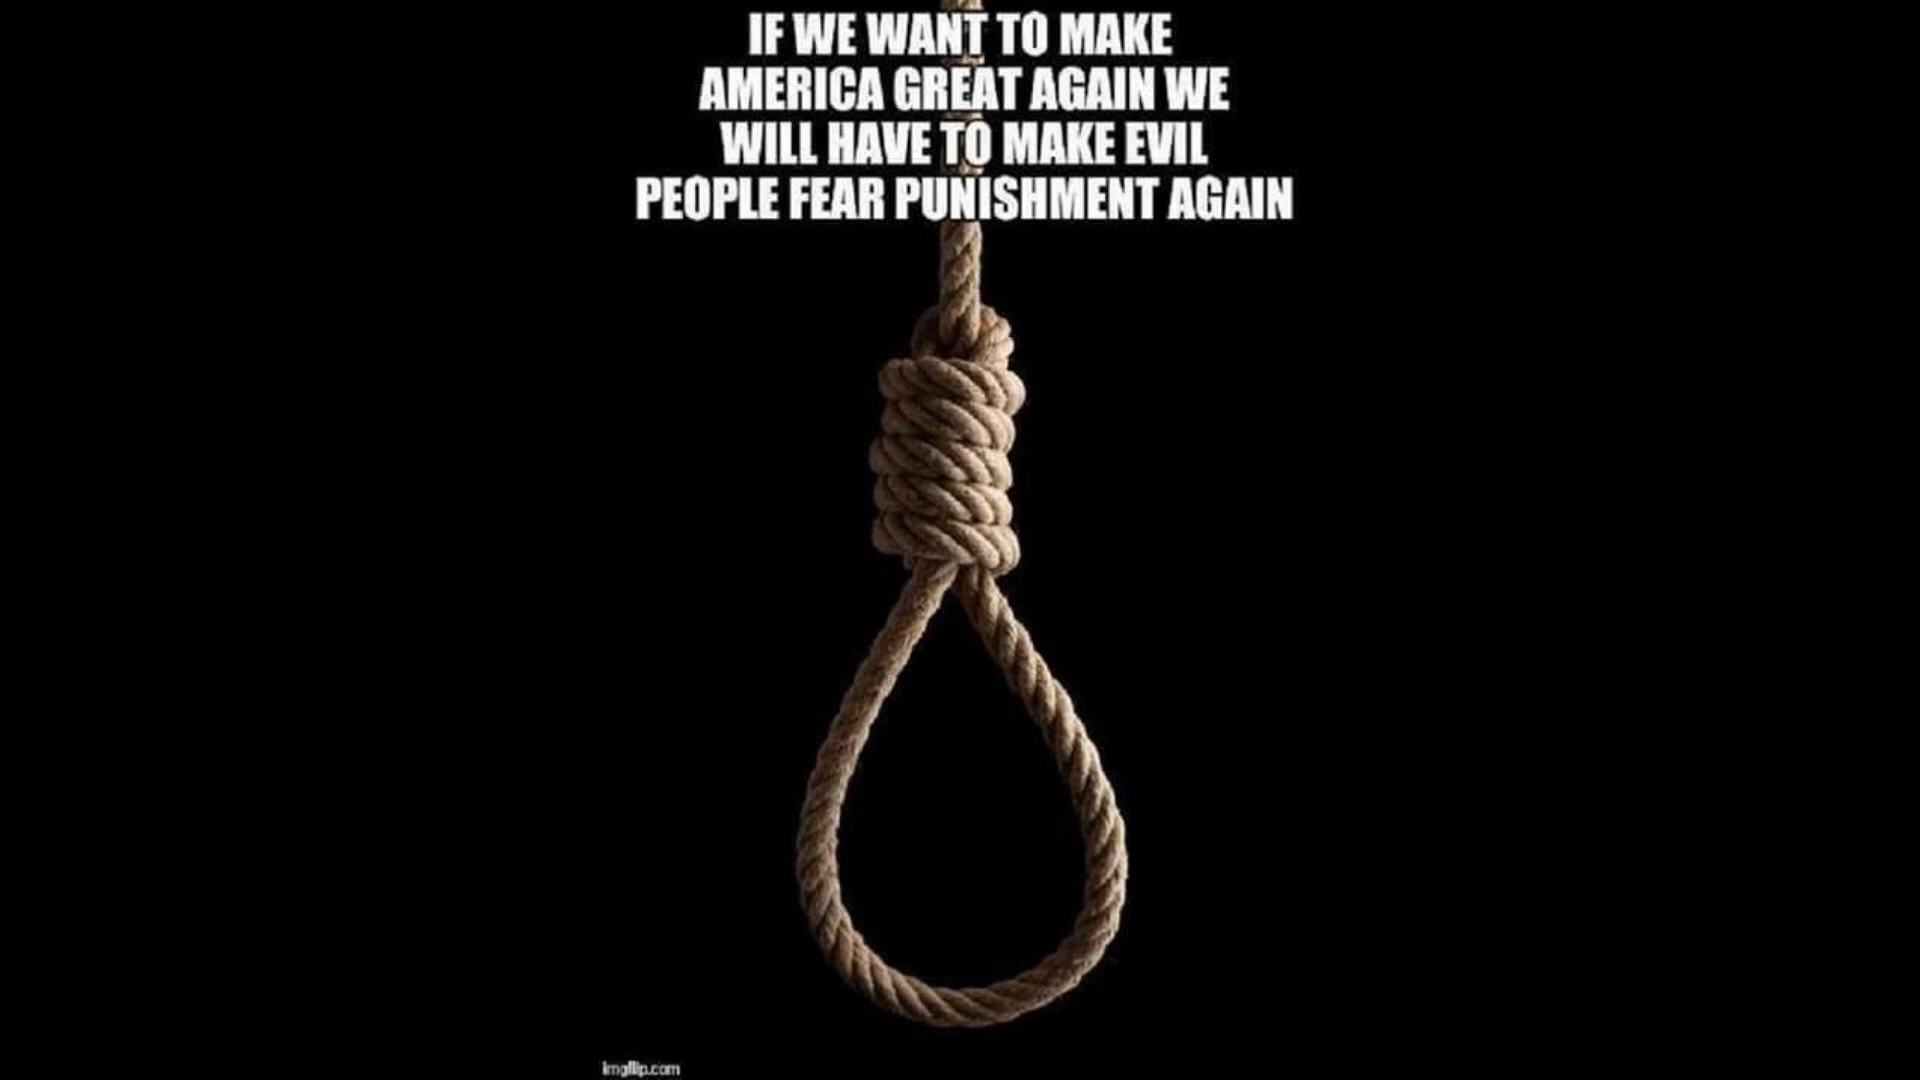 IF WE WANT TO MAKE
AMERICA GREAT AGAIN WE
WILL HAVE TO MAKE EVIL
PEOPLE FEAR PUNISHMENT AGAIN
imgflip.com